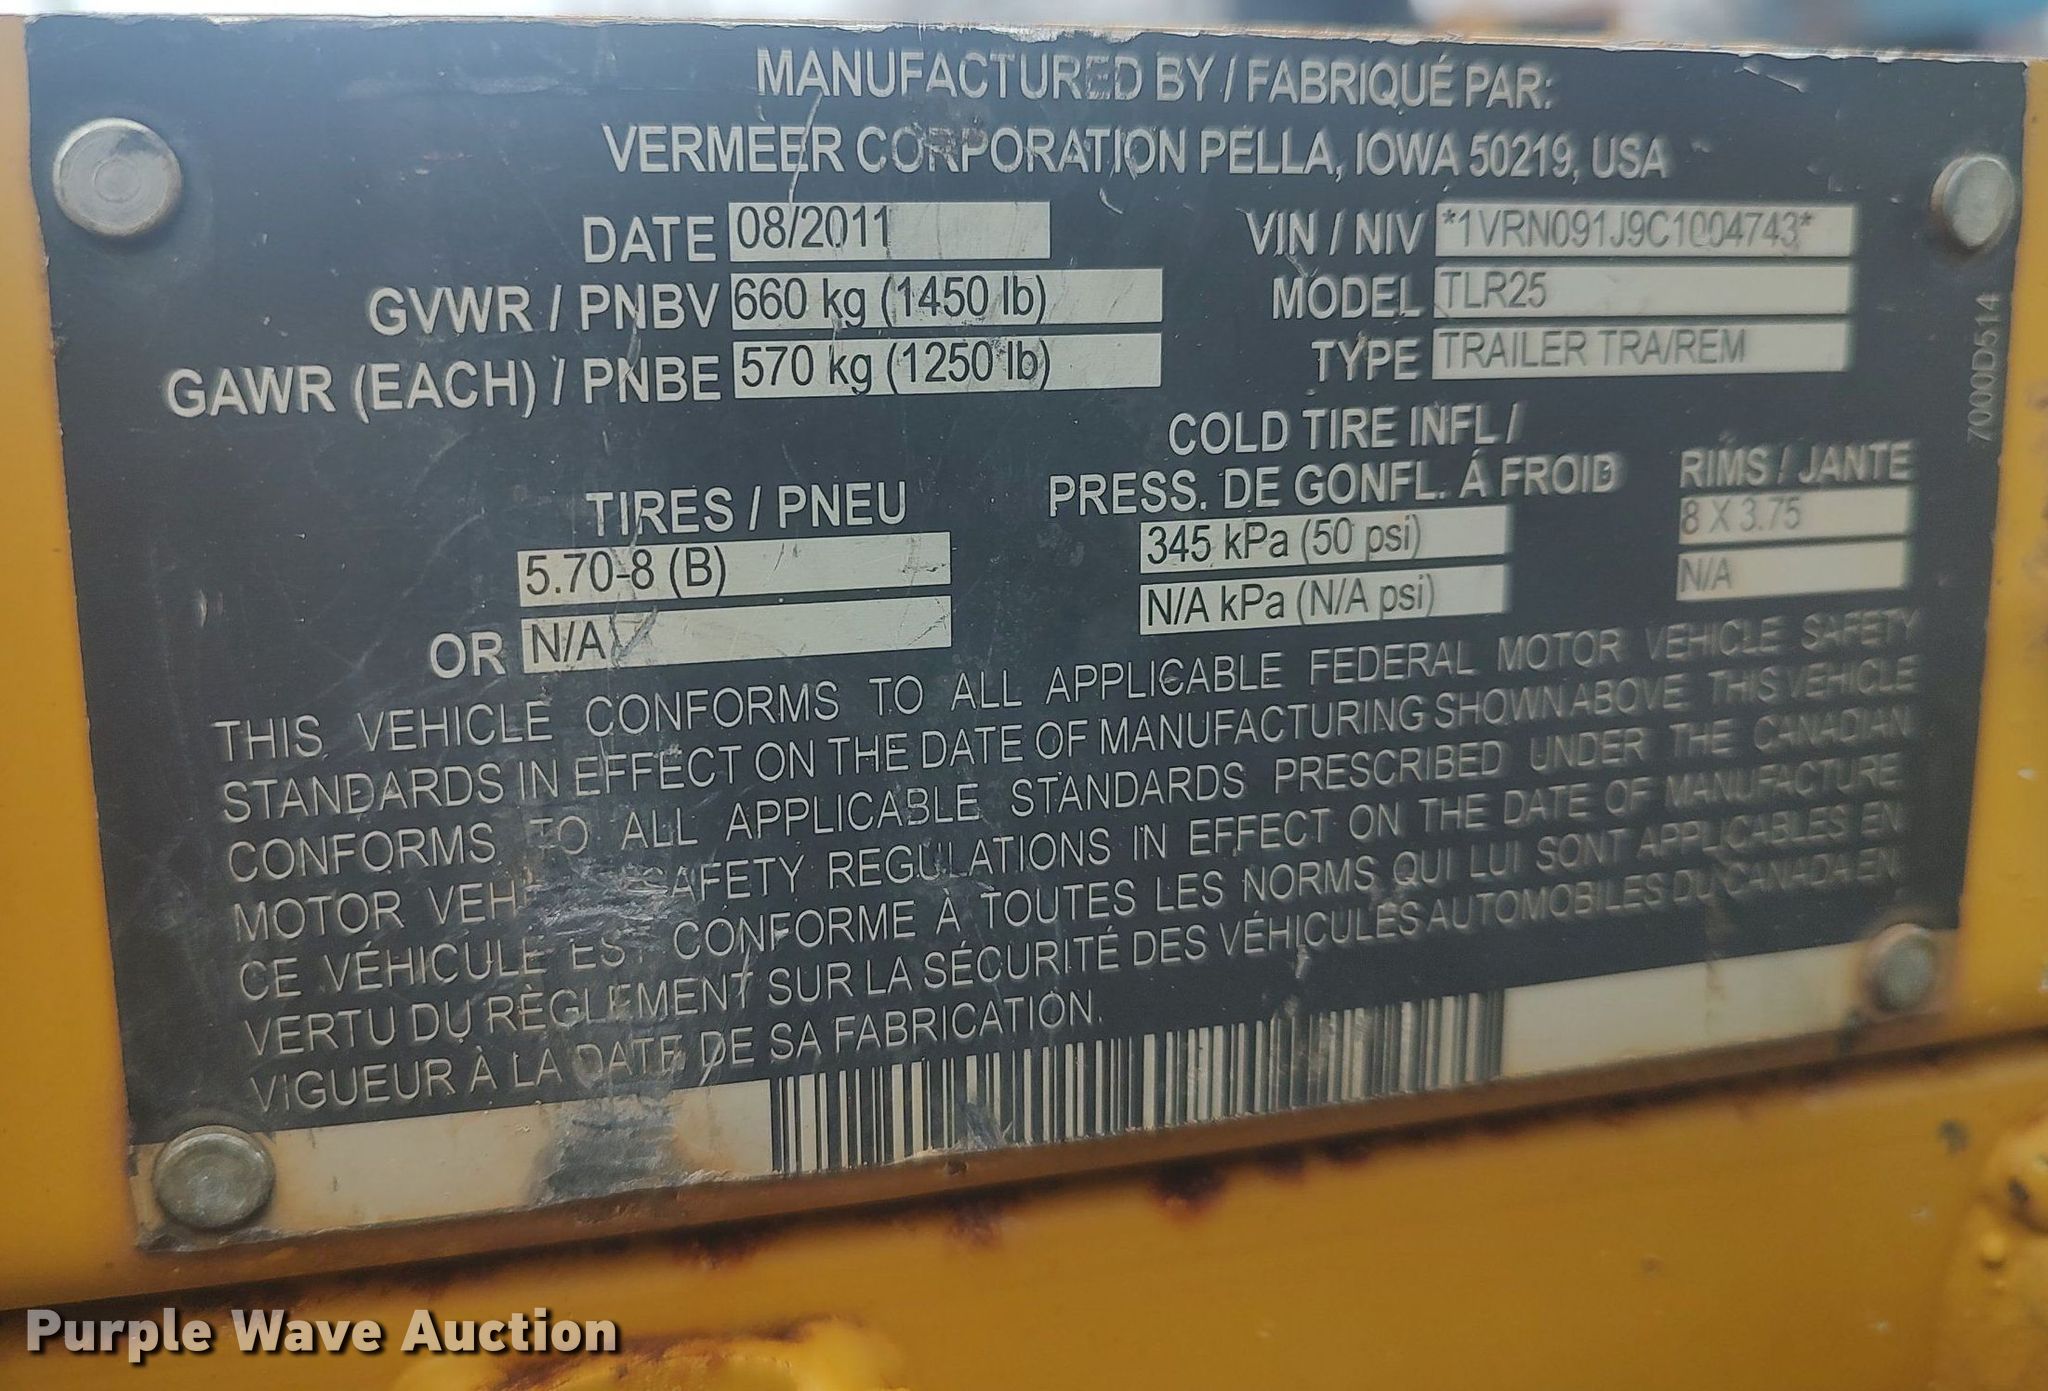 MANUFACTURED BY / FABRIQUÉ PAR:
VERMEER CORPORATION PELLA, IOWA 50219, USA
DATE 08/2011 VIN / NIV *1VRN091J9C1004743*
GVWR / PNBV 660 kg (1450 lb) MODEL TLR25
GAWR (EACH) / PNBE 570 kg (1250 lb) TYPE TRAILER TRA/REM
7000D514
COLD TIRE INFL /
TIRES / PNEU PRESS. DE GONFL. À FROID RIMS / JANTE
5.70-8 (B) 345 kPa (50 psi) 8 X 3.75
OR N/A N/A kPa (N/A psi) N/A
THIS VEHICLE CONFORMS TO ALL APPLICABLE FEDERAL MOTOR VEHICLE SAFETY
STANDARDS IN EFFECT ON THE DATE OF MANUFACTURING SHOWN ABOVE THIS VEHICLE
CONFORMS TO ALL APPLICABLE STANDARDS PRESCRIBED UNDER THE CANADIAN
MOTOR SAFETY REGULATIONS IN EFFECT ON THE DATE OF MANUFACTURE
CE VÉHICULE EST CONFORME À TOUTES LES NORMS QUI LUI SONT APPLICABLES EN
VERTU DU RÈGLEMENT SUR LA SÉCURITÉ DES VÉHICULES AUTOMOBILES DU CANADA EN
VIGUEUR À LA DATE DE SA FABRICATION.
Purple Wave Auction